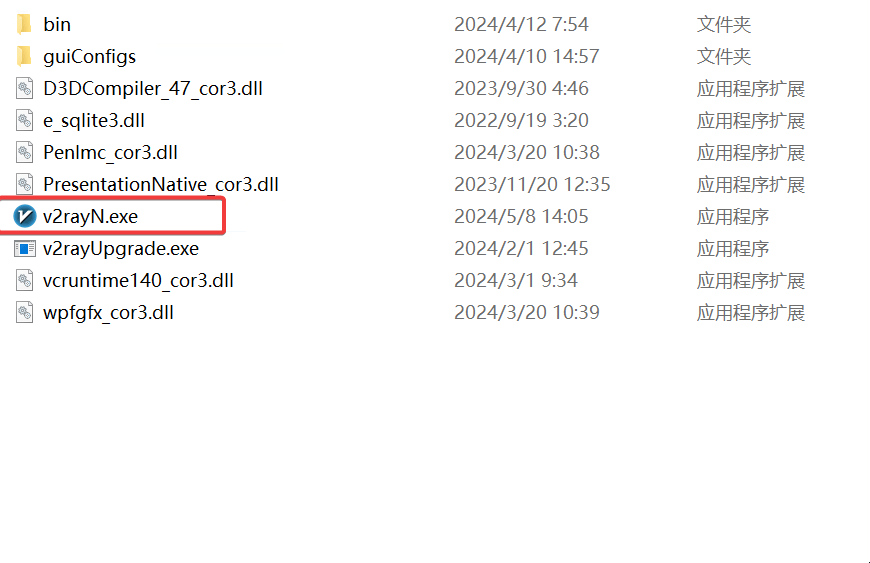 bin 2024/4/12 7:54 文件夹
guiConfigs 2024/4/10 14:57 文件夹
D3DCompiler_47_cor3.dll 2023/9/30 4:46 应用程序扩展
e_sqlite3.dll 2022/9/19 3:20 应用程序扩展
PenImc_cor3.dll 2024/3/20 10:38 应用程序扩展
PresentationNative_cor3.dll 2023/11/20 12:35 应用程序扩展
v2rayN.exe 2024/5/8 14:05 应用程序
v2rayUpgrade.exe 2024/2/1 12:45 应用程序
vcruntime140_cor3.dll 2024/3/1 9:34 应用程序扩展
wpfgfx_cor3.dll 2024/3/20 10:39 应用程序扩展